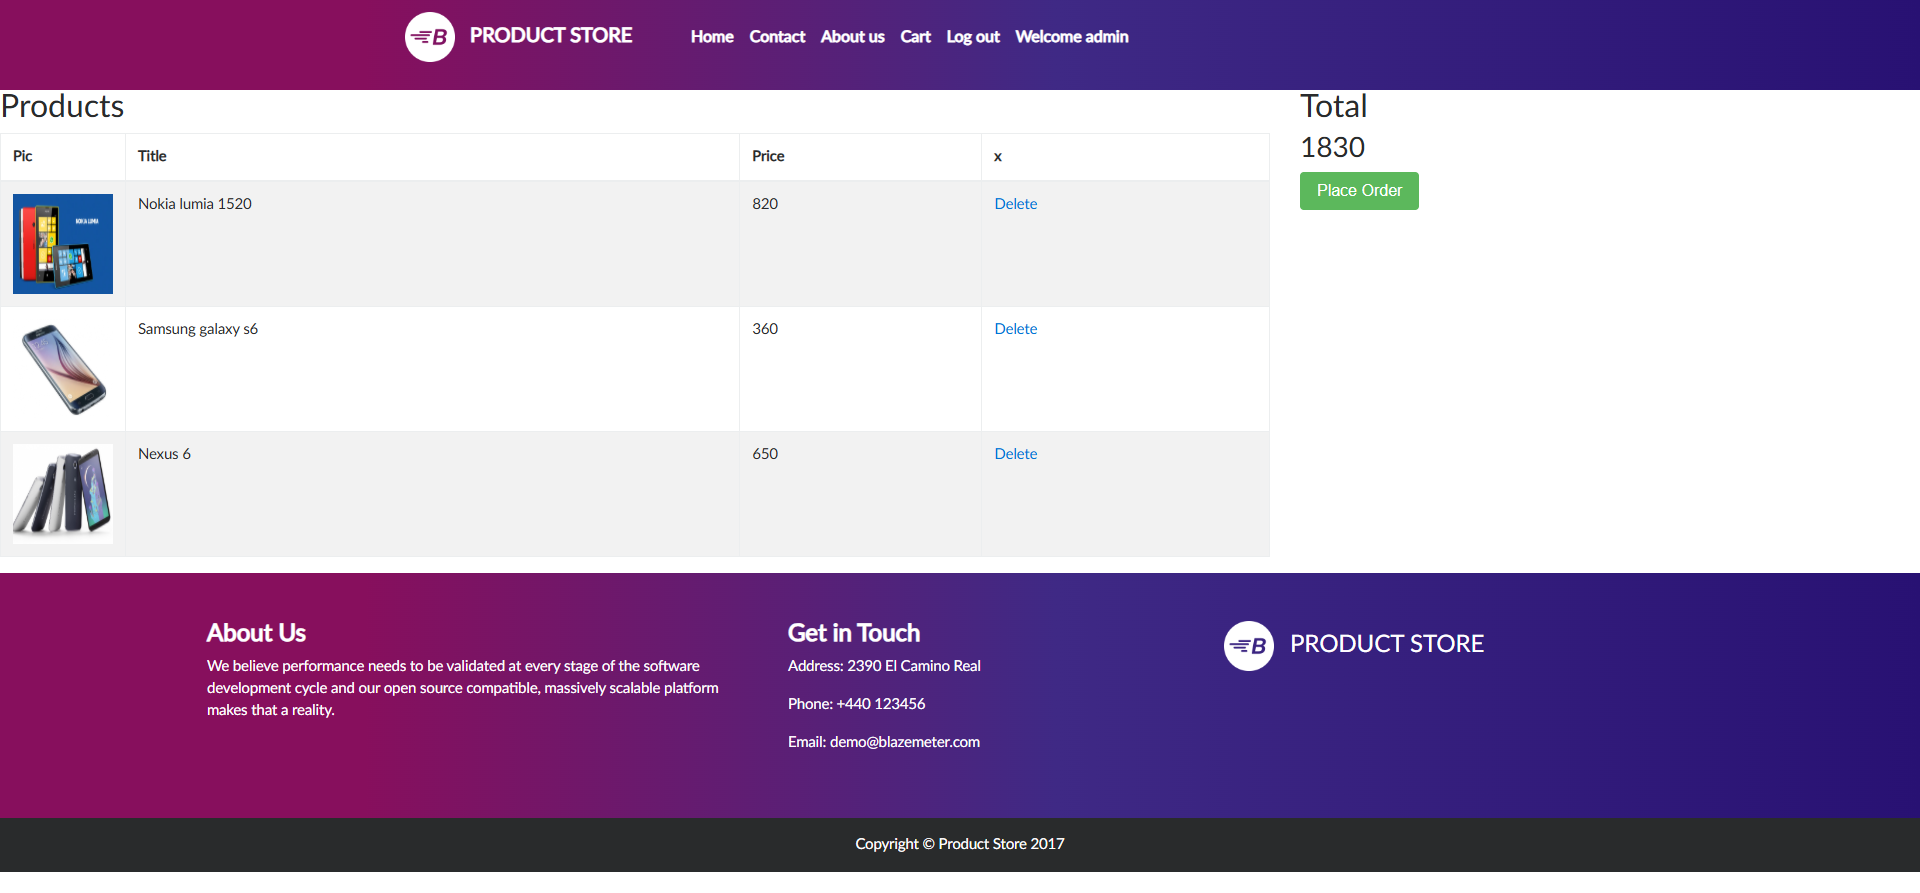 B PRODUCT STORE Home Contact About us Cart Log out Welcome admin
Products
Pic Title Price x
NOKIA LUMIA
Nokia lumia 1520 820 Delete
Samsung galaxy s6 360 Delete
Nexus 6 650 Delete
Total
1830
Place Order
About Us
We believe performance needs to be validated at every stage of the software
development cycle and our open source compatible, massively scalable platform
makes that a reality.
Get in Touch
Address: 2390 El Camino Real
Phone: +440 123456
Email: demo@blazemeter.com
B PRODUCT STORE
Copyright © Product Store 2017